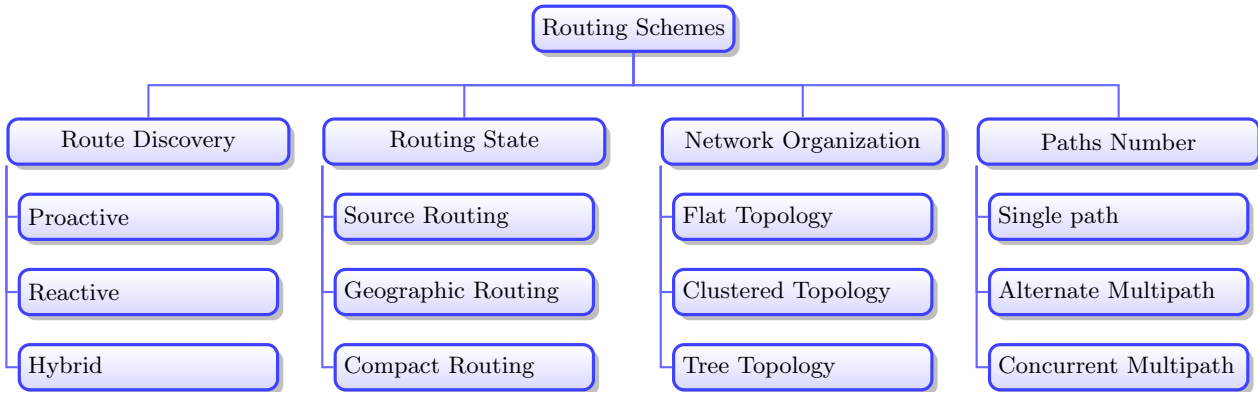 Routing Schemes
Route Discovery
Proactive
Reactive
Hybrid
Routing State
Source Routing
Geographic Routing
Compact Routing
Network Organization
Flat Topology
Clustered Topology
Tree Topology
Paths Number
Single path
Alternate Multipath
Concurrent Multipath